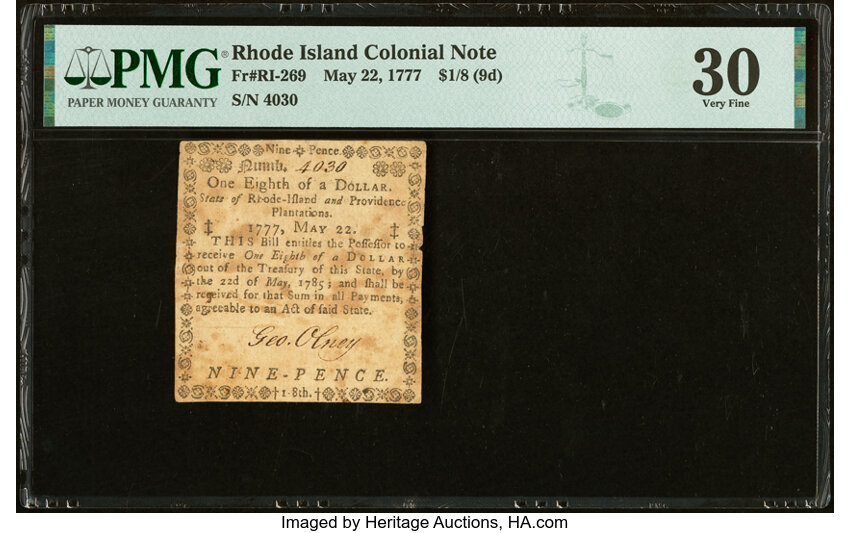 PMG® Rhode Island Colonial Note
Fr#RI-269 May 22, 1777 $1/8 (9d)
PAPER MONEY GUARANTY
S/N 4030
30
Very Fine
Nine Pence.
Numb. 4030
One Eighth of a DOLLAR.
State of Rhode-Iſland and Providence
Plantations.
‡ 1777, MAY 22. ‡
THIS Bill entitles the Poſſeſſor to
receive One Eighth of a DOLLAR
out of the Treaſury of this State, by
the 22d of May, 1785; and ſhall be
received for that Sum in all Payments,
agreeable to an Act of ſaid State.
Geo. Olney
NINE-PENCE.
†1-8th.†
Imaged by Heritage Auctions, HA.com